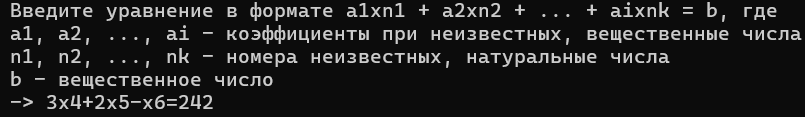 Введите уравнение в формате a1xn1 + a2xn2 + ... + aixnk = b, где
a1, a2, ..., ai – коэффициенты при неизвестных, вещественные числа
n1, n2, ..., nk – номера неизвестных, натуральные числа
b – вещественное число
-> 3x4+2x5-x6=242